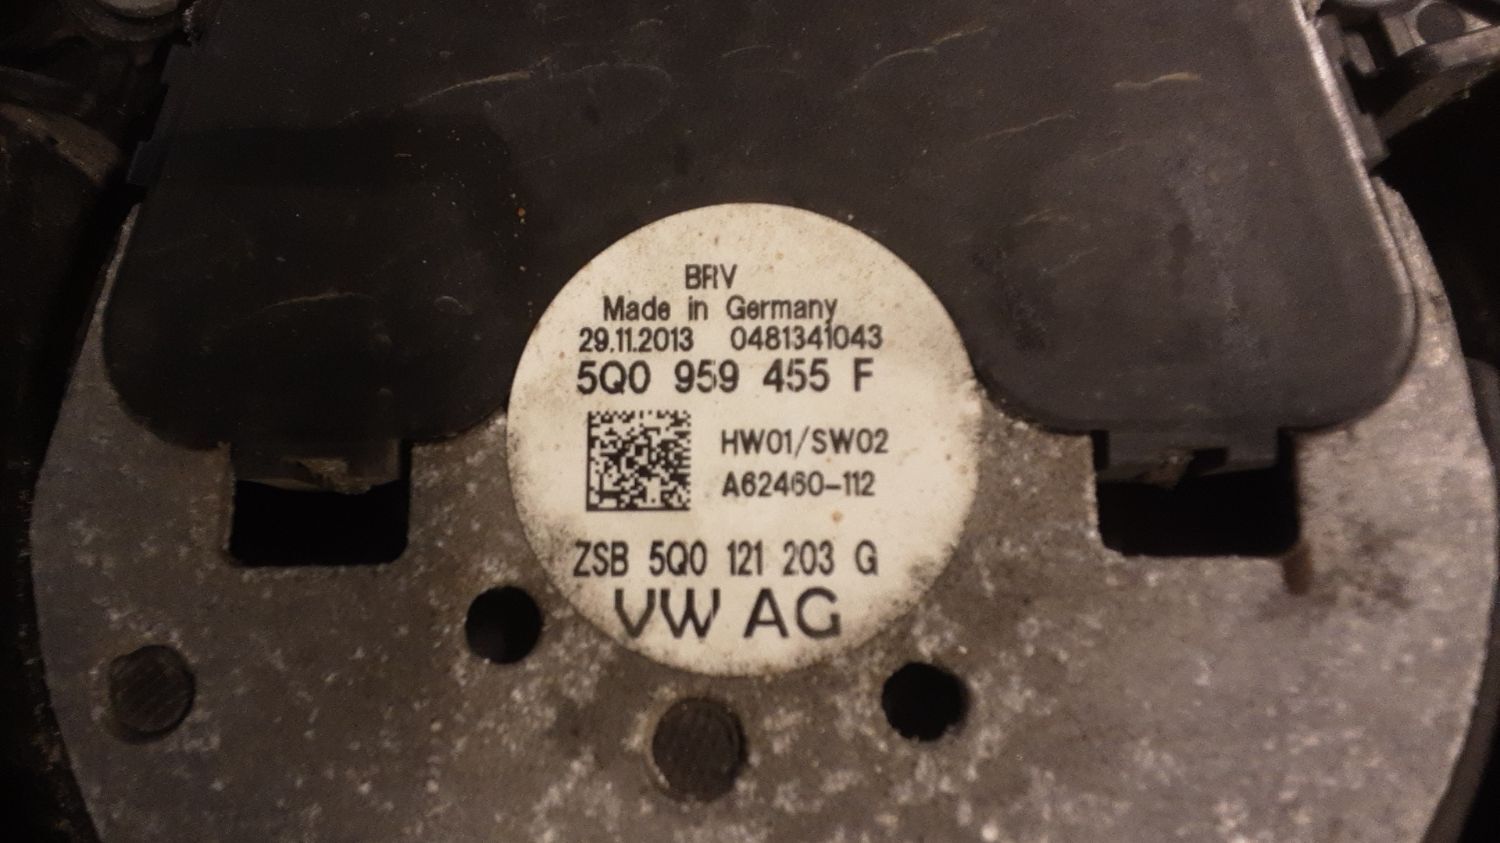 BRV
Made in Germany
29.11.2013 0481341043
5Q0 959 455 F
HW01/SW02
A62460-112
ZSB 5Q0 121 203 G
VW AG